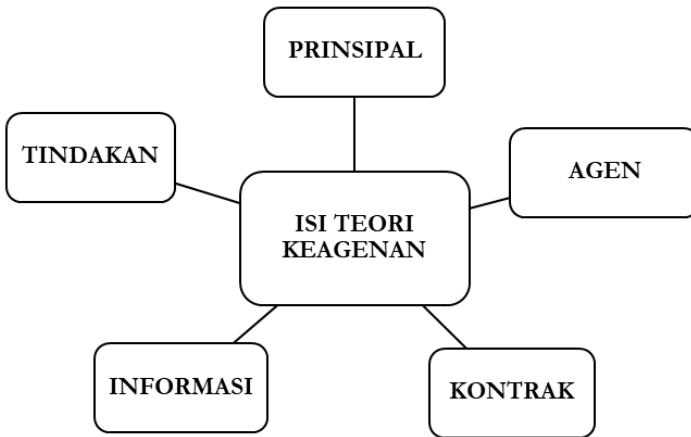 PRINSIPAL
TINDAKAN
AGEN
ISI TEORI
KEAGENAN
INFORMASI
KONTRAK